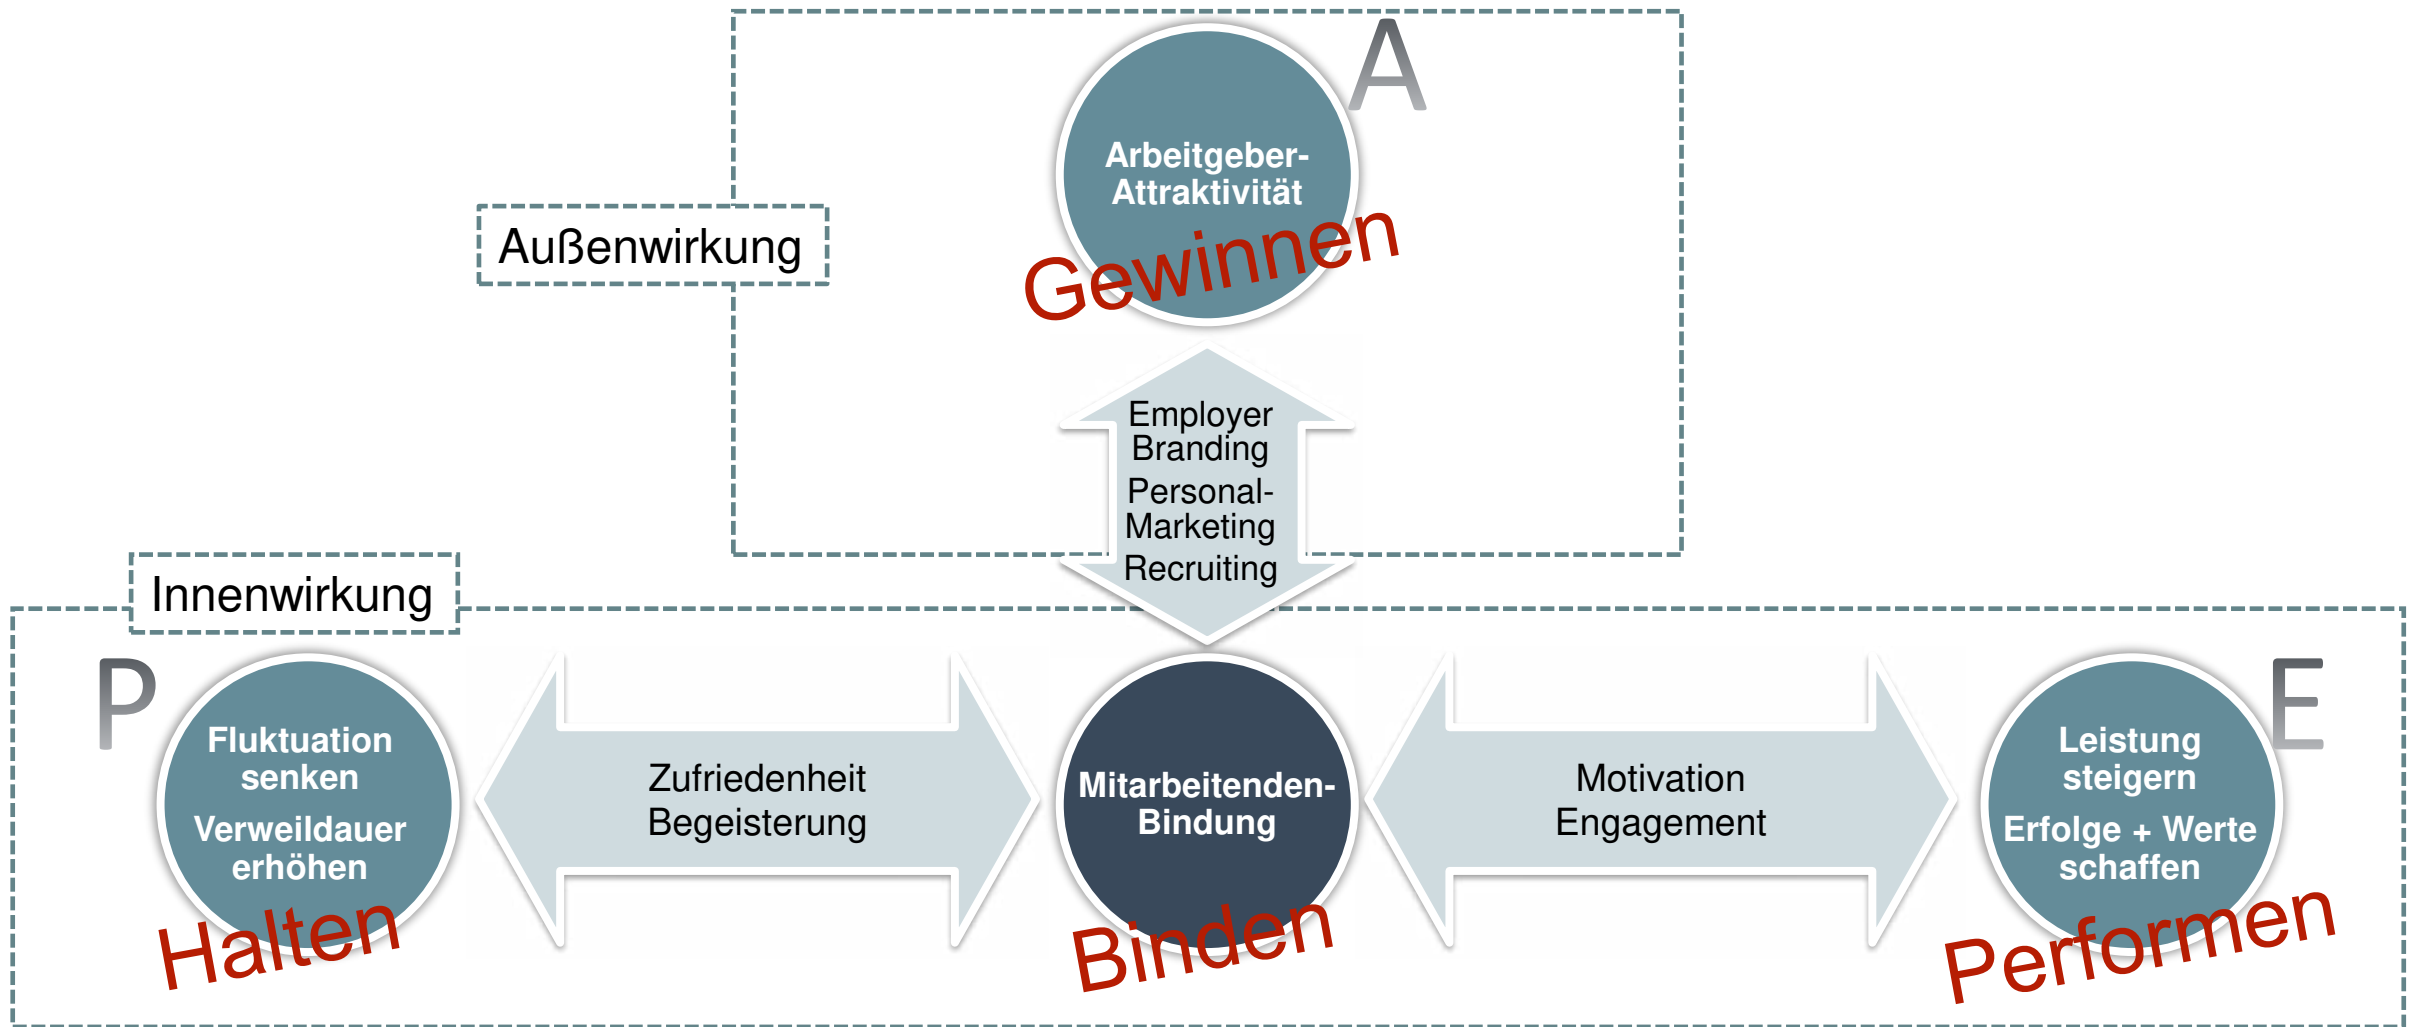 A
Arbeitgeber-
Attraktivität
Gewinnen
Außenwirkung
Employer
Branding
Personal-
Marketing
Recruiting
Innenwirkung
P
Fluktuation
senken
Verweildauer
erhöhen
Halten
Zufriedenheit
Begeisterung
Mitarbeitenden-
Bindung
Binden
Motivation
Engagement
E
Leistung
steigern
Erfolge + Werte
schaffen
Performen